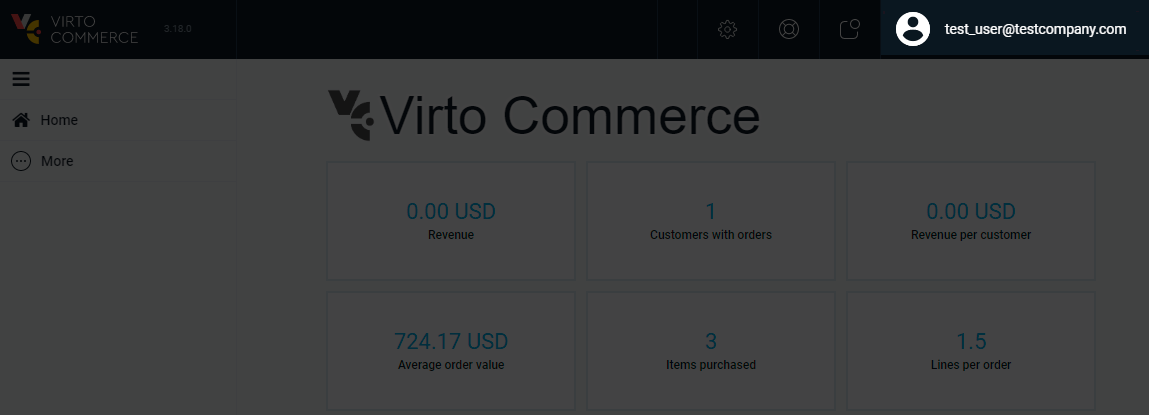 VIRTO
COMMERCE
3.18.0
test_user@testcompany.com
Home
More
Virto Commerce
0.00 USD
Revenue
1
Customers with orders
0.00 USD
Revenue per customer
724.17 USD
Average order value
3
Items purchased
1.5
Lines per order